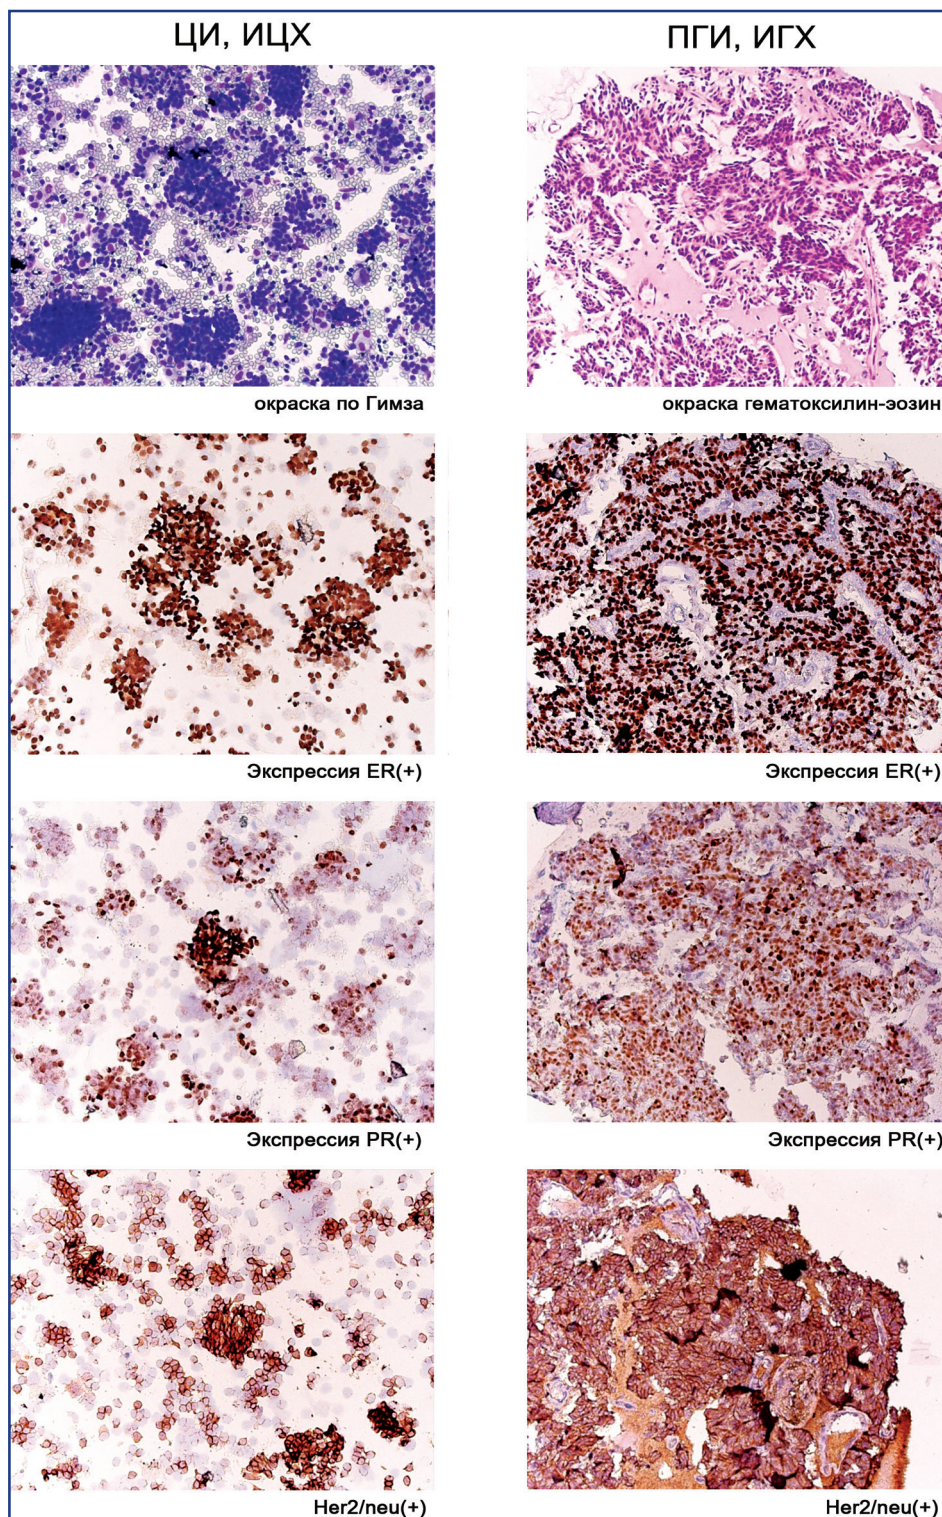 ЦИ, ИЦХ
ПГИ, ИГХ
окраска по Гимза
окраска гематоксилин-эозин
Экспрессия ER(+)
Экспрессия ER(+)
Экспрессия PR(+)
Экспрессия PR(+)
Her2/neu(+)
Her2/neu(+)